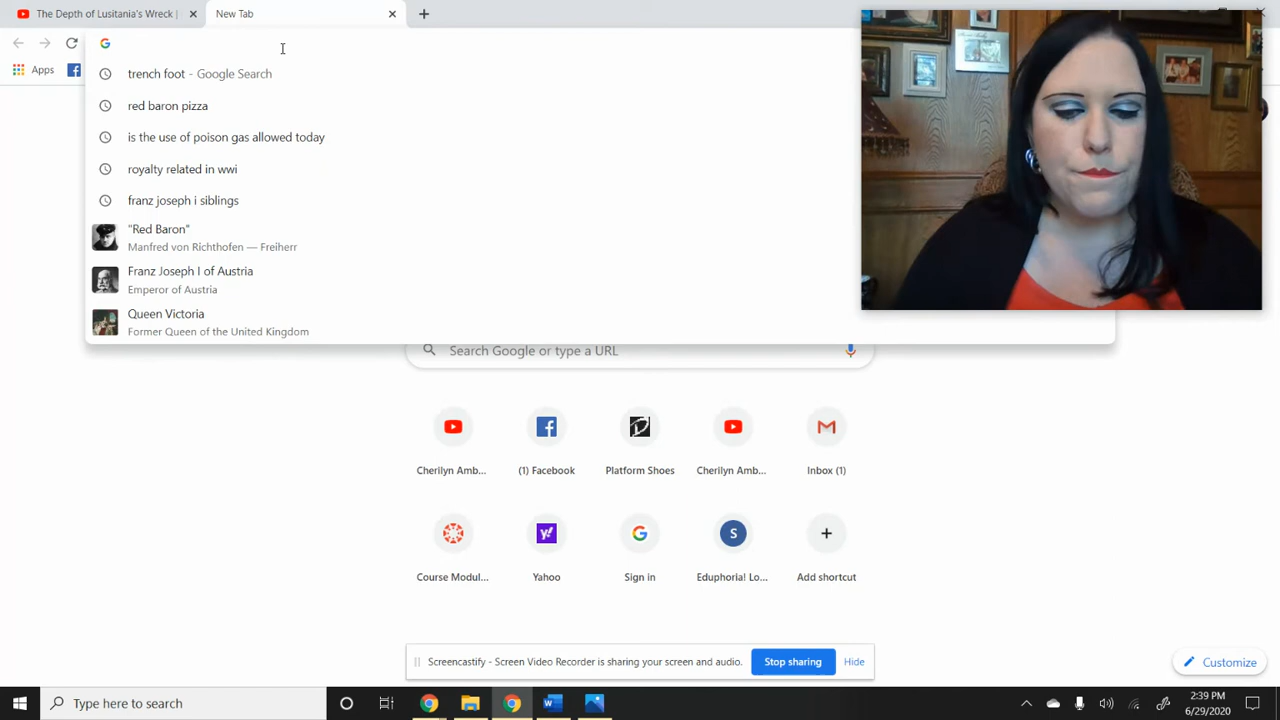 The Depth of Lusitania's Wreck |
New Tab
Apps
trench foot - Google Search
red baron pizza
is the use of poison gas allowed today
royalty related in wwi
franz joseph i siblings
"Red Baron"
Manfred von Richthofen — Freiherr
Franz Joseph I of Austria
Emperor of Austria
Queen Victoria
Former Queen of the United Kingdom
Search Google or type a URL
Cherilyn Amb...
(1) Facebook
Platform Shoes
Cherilyn Amb...
Inbox (1)
Course Modul...
Yahoo
Sign in
S
Eduphoria! Lo...
Add shortcut
Screencastify - Screen Video Recorder is sharing your screen and audio.
Stop sharing
Hide
Customize
Type here to search
2:39 PM
6/29/2020